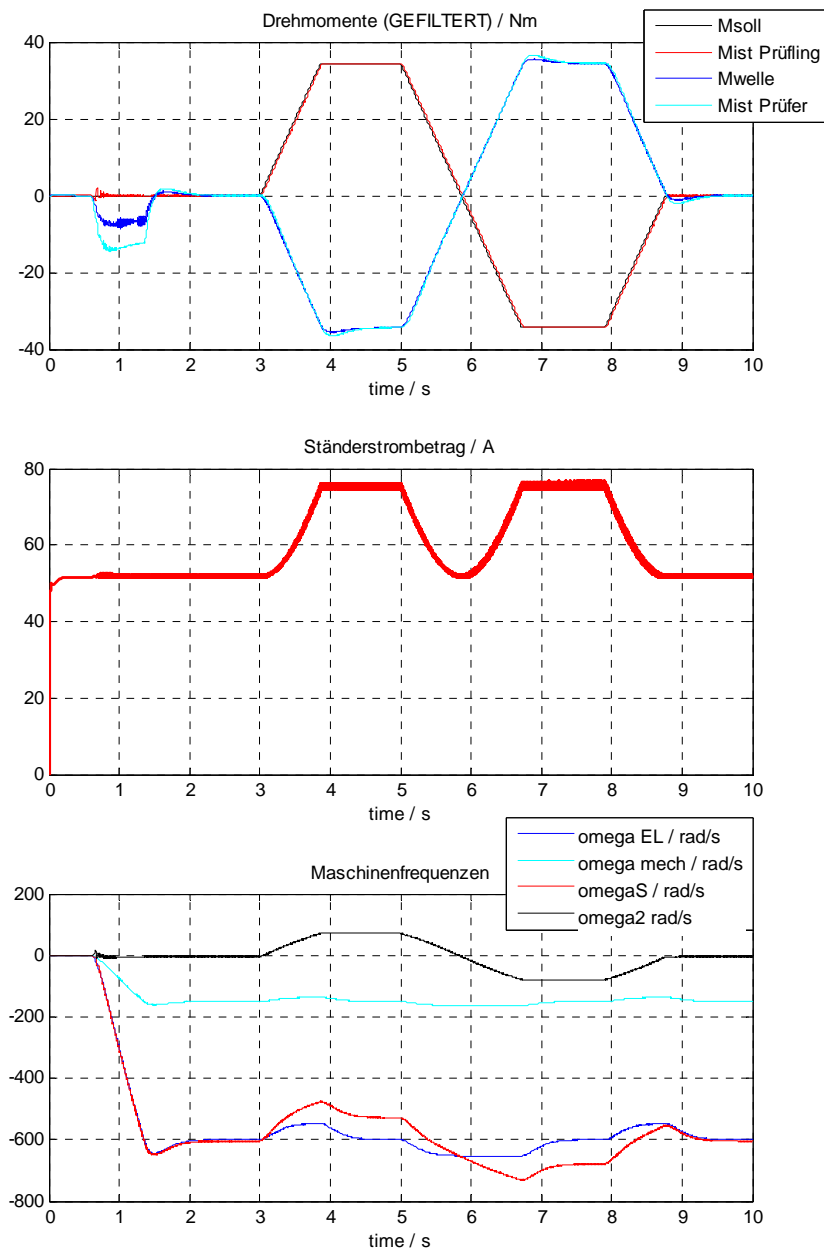 Drehmomente (GEFILTERT) / Nm
Msoll
Mist Prüfling
Mwelle
Mist Prüfer
40
20
0
-20
-40
0 1 2 3 4 5 6 7 8 9 10
time / s
Ständerstrombetrag / A
80
60
40
20
0
0 1 2 3 4 5 6 7 8 9 10
time / s
Maschinenfrequenzen
omega EL / rad/s
omega mech / rad/s
omegaS / rad/s
omega2 rad/s
200
0
-200
-400
-600
-800
0 1 2 3 4 5 6 7 8 9 10
time / s